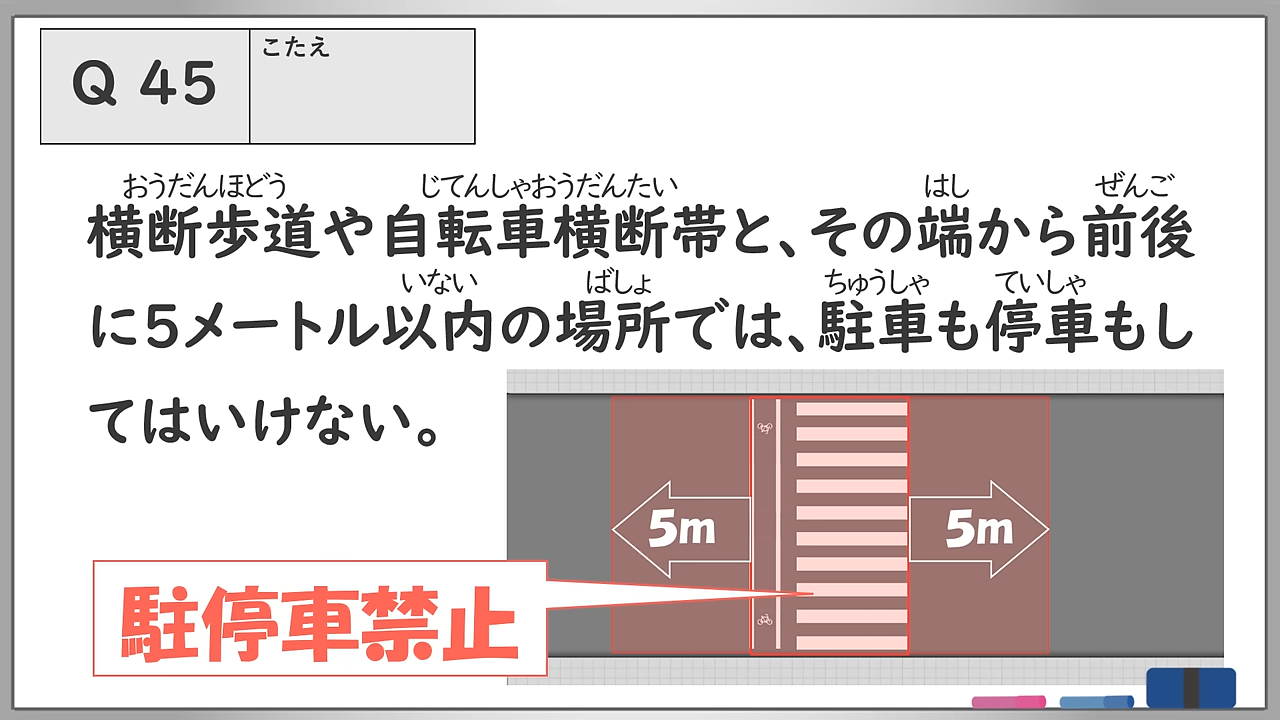 Q 45
こたえ
おうだんほどう じてんしゃおうだんたい はし ぜんご
横断歩道や自転車横断帯と、その端から前後
いない ばしょ ちゅうしゃ ていしゃ
に5メートル以内の場所では、駐車も停車もし
てはいけない。
5m 5m
駐停車禁止